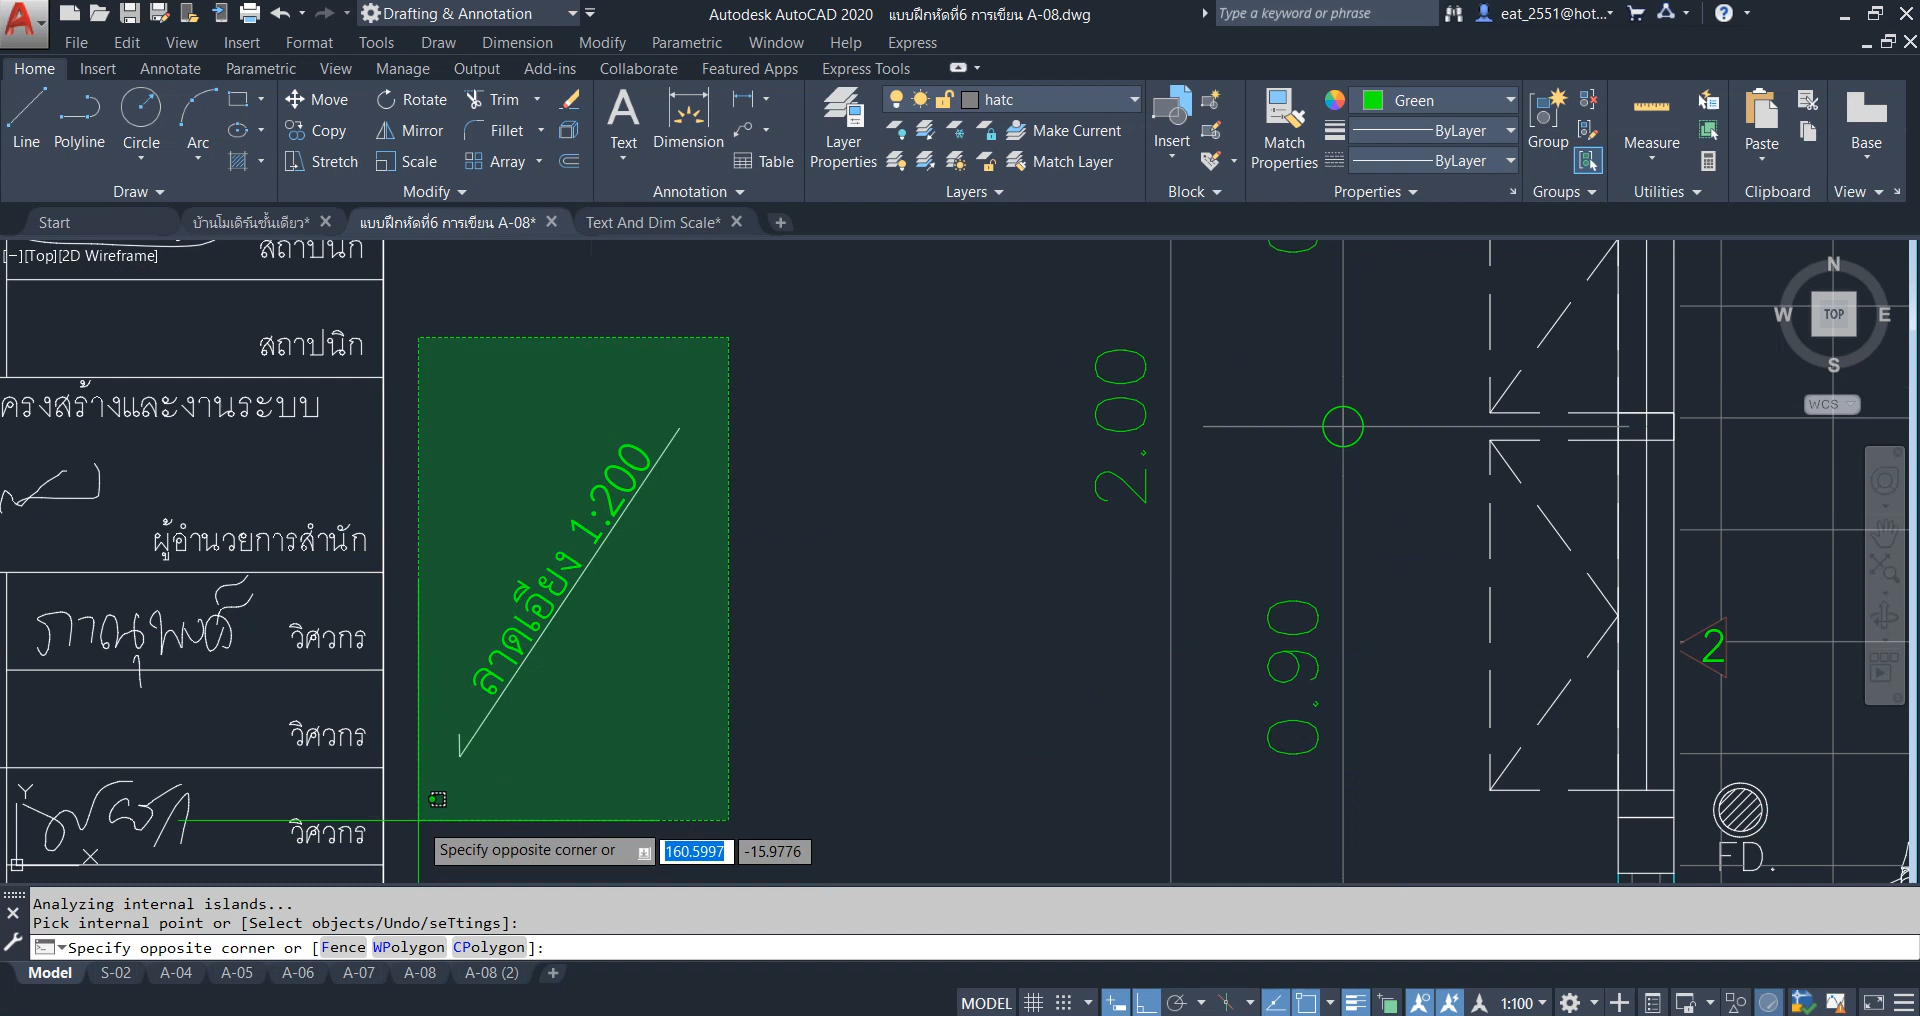 Drafting & Annotation
Autodesk AutoCAD 2020 แบบฝึกหัดที่6 การเขียน A-08.dwg
Type a keyword or phrase
eat_2551@hot...
File Edit View Insert Format Tools Draw Dimension Modify Parametric Window Help Express
Home Insert Annotate Parametric View Manage Output Add-ins Collaborate Featured Apps Express Tools
Line Polyline Circle Arc
Move Rotate Trim
Copy Mirror Fillet
Stretch Scale Array
Text Dimension Table
Layer Properties
hatc
Make Current
Match Layer
Insert
Match Properties
Green
ByLayer
ByLayer
Group Measure Paste Base
Draw Modify Annotation Layers Block Properties Groups Utilities Clipboard View
Start บ้านโมเดิร์นชั้นเดียว* แบบฝึกหัดที่6 การเขียน A-08* Text And Dim Scale*
[−][Top][2D Wireframe]
สถาปนิก
สถาปนิก
ครงสร้างและงานระบบ
ผู้อำนวยการสำนัก
ภาณุพงศ์ วิศวกร
วิศวกร
วิศวกร
Y
X
ลาดเอียง 1:200
2.00
0.90
2
FD.
N
W TOP E
S
WCS
Specify opposite corner or 160.5997 -15.9776
Analyzing internal islands...
Pick internal point or [Select objects/Undo/seTtings]:
Specify opposite corner or [Fence WPolygon CPolygon]:
Model S-02 A-04 A-05 A-06 A-07 A-08 A-08 (2)
MODEL 1:100